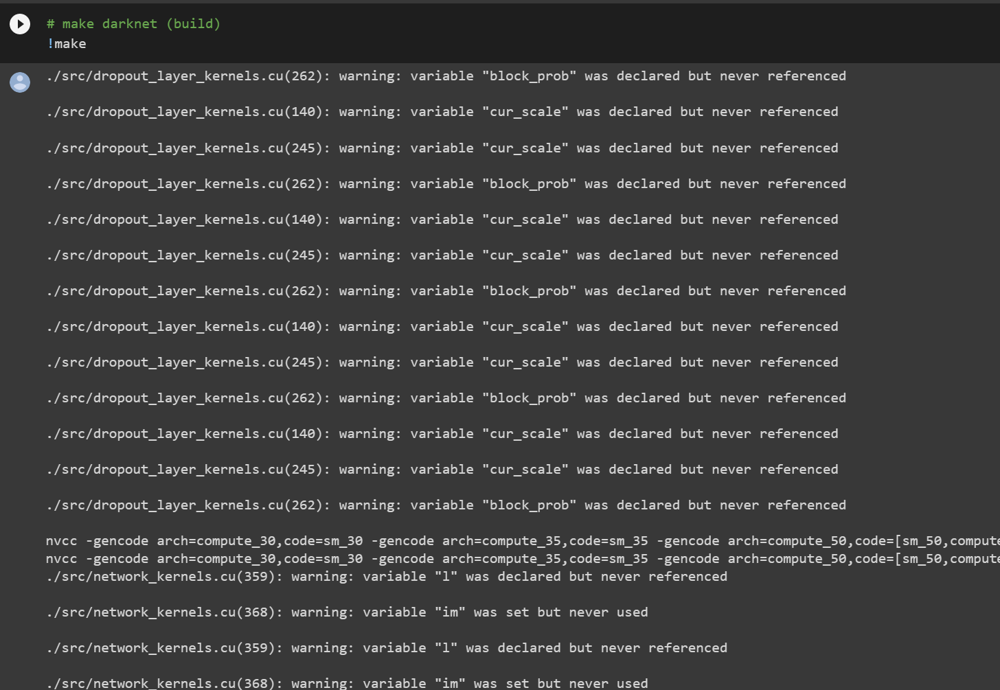 # make darknet (build)
!make
./src/dropout_layer_kernels.cu(262): warning: variable "block_prob" was declared but never referenced
./src/dropout_layer_kernels.cu(140): warning: variable "cur_scale" was declared but never referenced
./src/dropout_layer_kernels.cu(245): warning: variable "cur_scale" was declared but never referenced
./src/dropout_layer_kernels.cu(262): warning: variable "block_prob" was declared but never referenced
./src/dropout_layer_kernels.cu(140): warning: variable "cur_scale" was declared but never referenced
./src/dropout_layer_kernels.cu(245): warning: variable "cur_scale" was declared but never referenced
./src/dropout_layer_kernels.cu(262): warning: variable "block_prob" was declared but never referenced
./src/dropout_layer_kernels.cu(140): warning: variable "cur_scale" was declared but never referenced
./src/dropout_layer_kernels.cu(245): warning: variable "cur_scale" was declared but never referenced
./src/dropout_layer_kernels.cu(262): warning: variable "block_prob" was declared but never referenced
./src/dropout_layer_kernels.cu(140): warning: variable "cur_scale" was declared but never referenced
./src/dropout_layer_kernels.cu(245): warning: variable "cur_scale" was declared but never referenced
./src/dropout_layer_kernels.cu(262): warning: variable "block_prob" was declared but never referenced
nvcc -gencode arch=compute_30,code=sm_30 -gencode arch=compute_35,code=sm_35 -gencode arch=compute_50,code=[sm_50,compute
nvcc -gencode arch=compute_30,code=sm_30 -gencode arch=compute_35,code=sm_35 -gencode arch=compute_50,code=[sm_50,compute
./src/network_kernels.cu(359): warning: variable "l" was declared but never referenced
./src/network_kernels.cu(368): warning: variable "im" was set but never used
./src/network_kernels.cu(359): warning: variable "l" was declared but never referenced
./src/network_kernels.cu(368): warning: variable "im" was set but never used